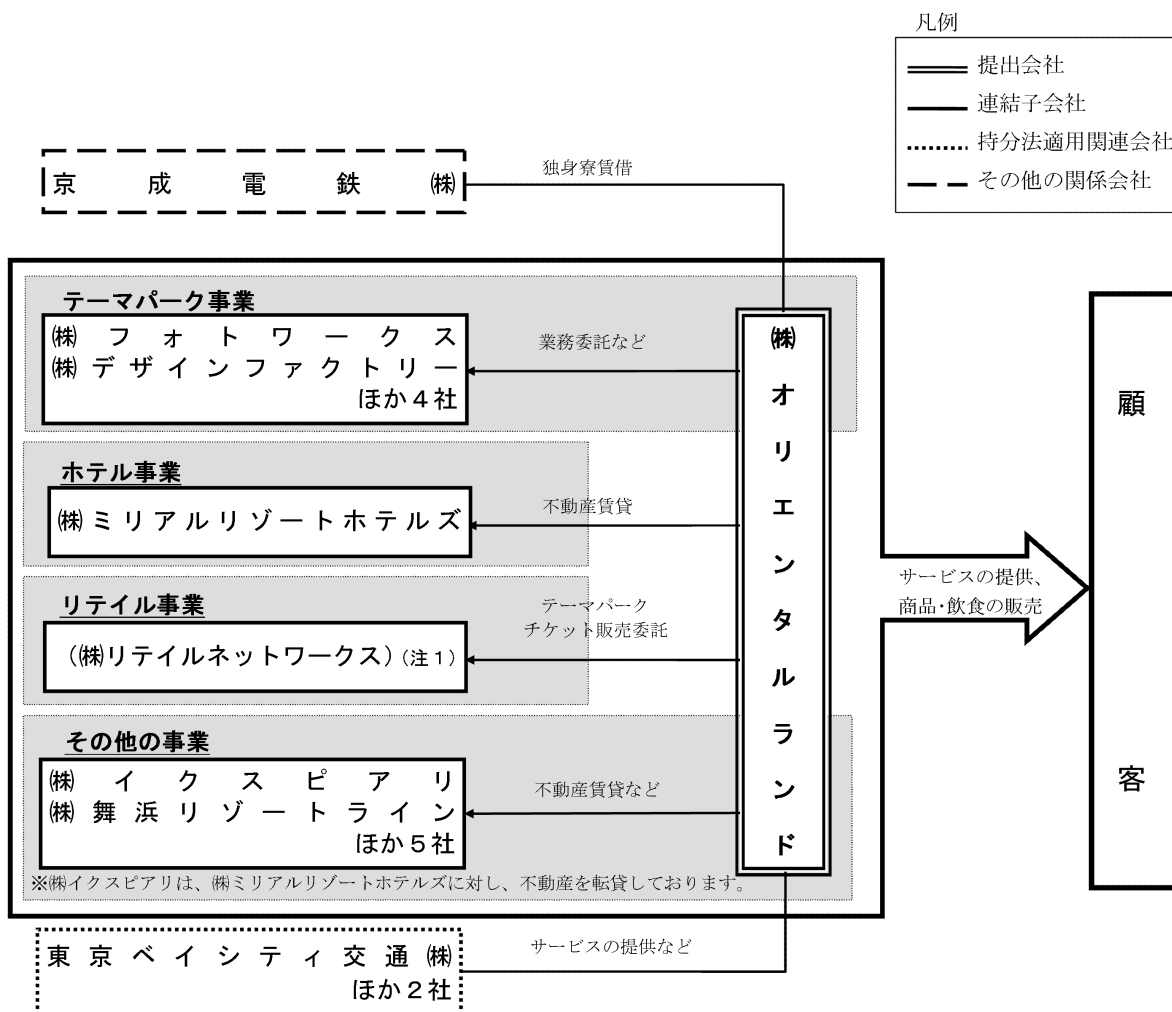 凡例
提出会社
連結子会社
持分法適用関連会社
その他の関係会社
京成電鉄㈱
独身寮賃借
テーマパーク事業
㈱フォトワークス
㈱デザインファクトリー
ほか４社
業務委託など
ホテル事業
㈱ミリアルリゾートホテルズ
不動産賃貸
リテイル事業
(㈱リテイルネットワークス)(注１)
テーマパーク
チケット販売委託
その他の事業
㈱イクスピアリ
㈱舞浜リゾートライン
ほか５社
不動産賃貸など
※㈱イクスピアリは、㈱ミリアルリゾートホテルズに対し、不動産を転貸しております。
㈱オリエンタルランド
サービスの提供、
商品・飲食の販売
顧客
東京ベイシティ交通㈱
ほか２社
サービスの提供など